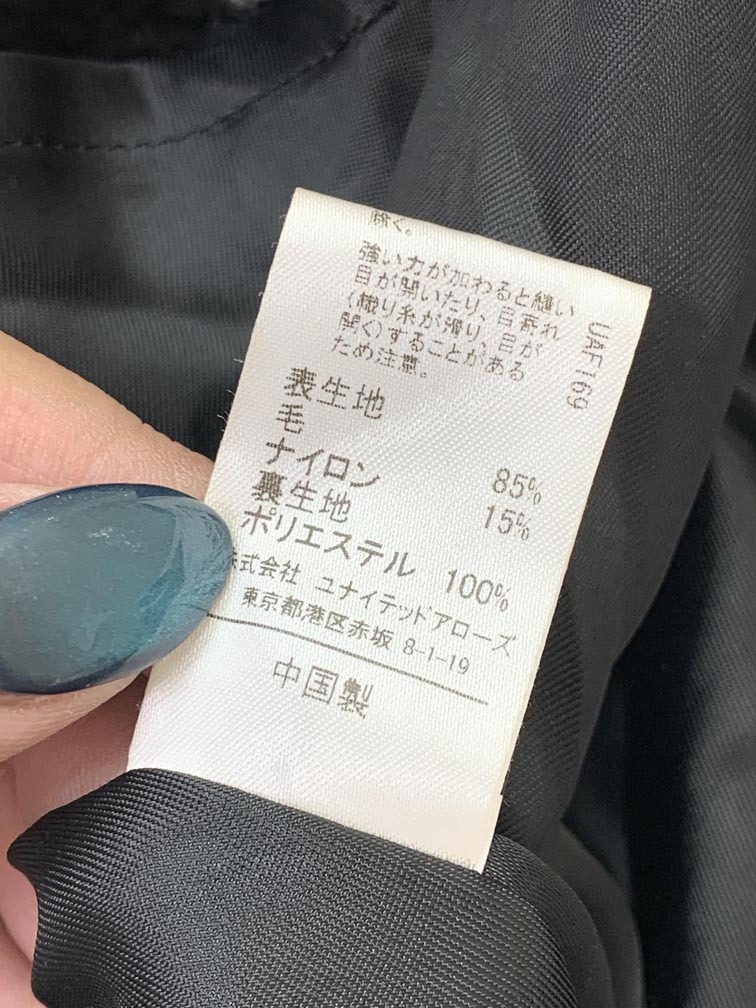 除く。
強い力が加わると縫い
目が開いたり、目寄れ
(織り糸が滑り、目が
開く)することがある
ため注意。
UAF169
表生地
毛 85%
ナイロン 15%
裏生地
ポリエステル 100%
株式会社 ユナイテッドアローズ
東京都港区赤坂 8-1-19
中国製